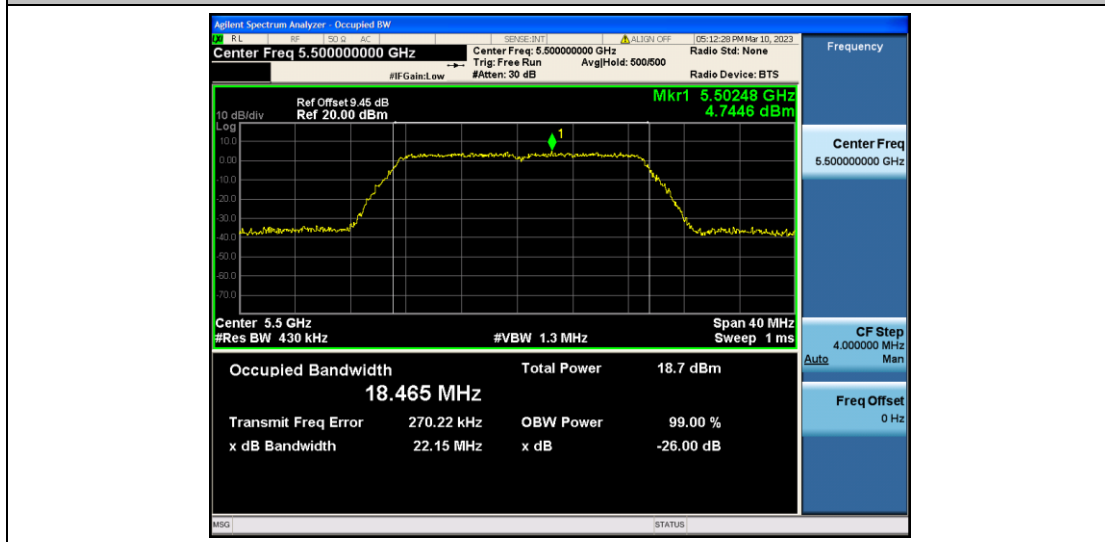 Agilent Spectrum Analyzer - Occupied BW
RL RF 50 Ω AC SENSE:INT ALIGN OFF 05:12:28 PM Mar 10, 2023
Center Freq 5.500000000 GHz
Center Freq: 5.500000000 GHz
Radio Std: None
Trig: Free Run Avg|Hold: 500/500
#IFGain:Low #Atten: 30 dB Radio Device: BTS
Ref Offset 9.45 dB
Mkr1 5.50248 GHz
10 dB/div Ref 20.00 dBm
4.7446 dBm
Log
10.0
1
0.00
-10.0
-20.0
-30.0
-40.0
-50.0
-60.0
-70.0
Center 5.5 GHz Span 40 MHz
#Res BW 430 kHz #VBW 1.3 MHz Sweep 1 ms
Occupied Bandwidth Total Power 18.7 dBm
18.465 MHz
Transmit Freq Error 270.22 kHz OBW Power 99.00 %
x dB Bandwidth 22.15 MHz x dB -26.00 dB
MSG STATUS
Frequency
Center Freq
5.500000000 GHz
CF Step
4.000000 MHz
Auto Man
Freq Offset
0 Hz